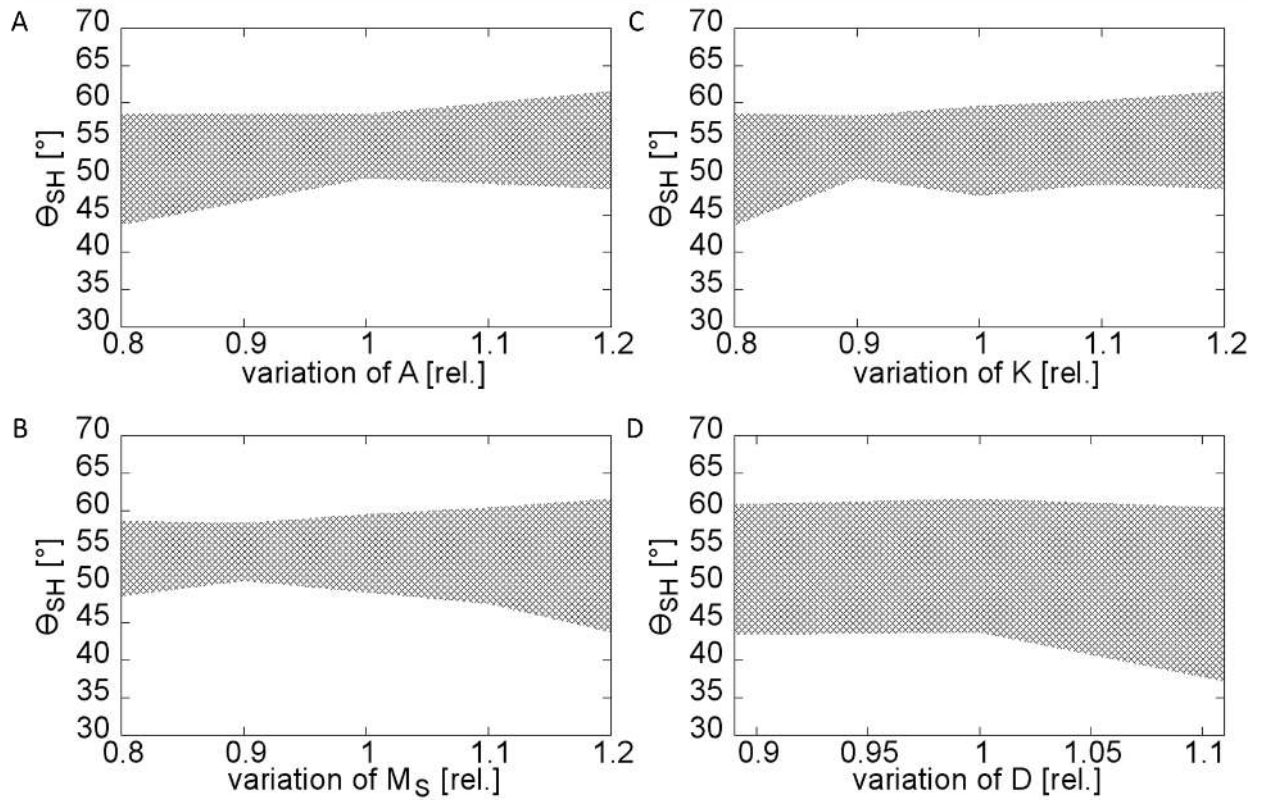 A
70
65
60
55
50
45
40
35
30
ΘSH [°]
0.8 0.9 1 1.1 1.2
variation of A [rel.]
C
70
65
60
55
50
45
40
35
30
ΘSH [°]
0.8 0.9 1 1.1 1.2
variation of K [rel.]
B
70
65
60
55
50
45
40
35
30
ΘSH [°]
0.8 0.9 1 1.1 1.2
variation of MS [rel.]
D
70
65
60
55
50
45
40
35
30
ΘSH [°]
0.9 0.95 1 1.05 1.1
variation of D [rel.]